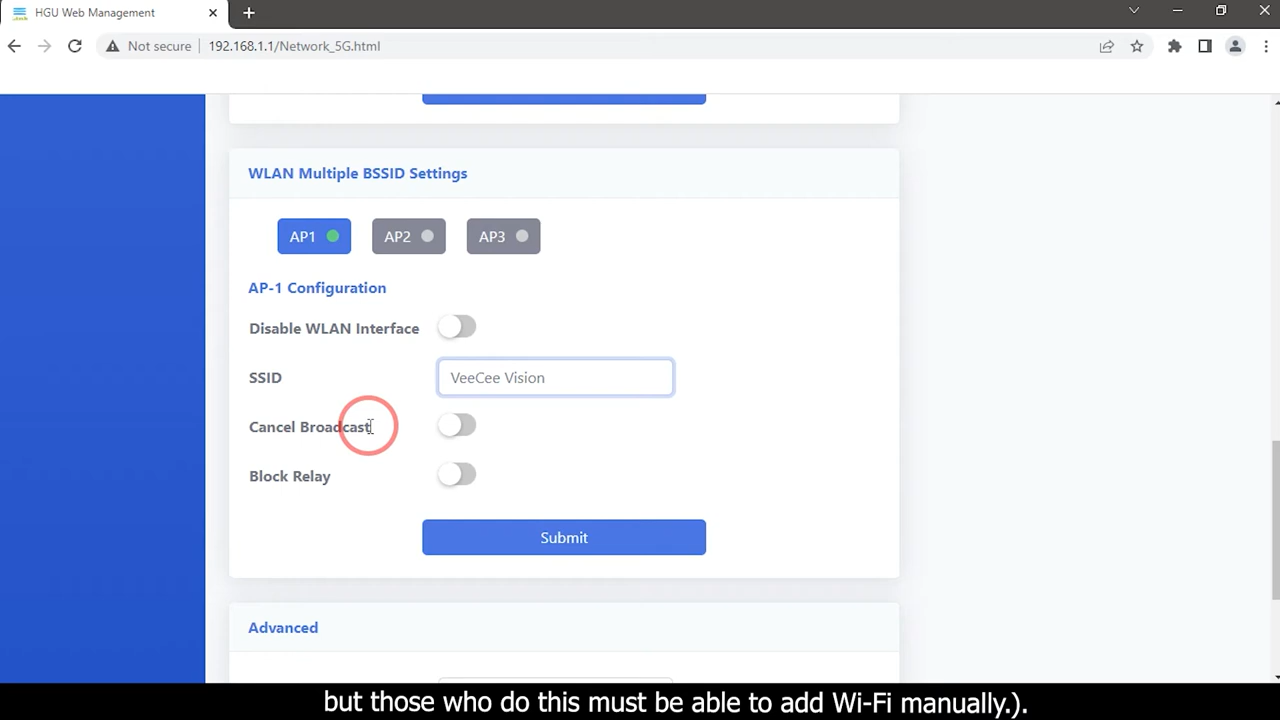 HGU Web Management
Not secure 192.168.1.1/Network_5G.html
WLAN Multiple BSSID Settings
AP1 AP2 AP3
AP-1 Configuration
Disable WLAN Interface
SSID VeeCee Vision
Cancel Broadcast
Block Relay
Submit
Advanced
but those who do this must be able to add Wi-Fi manually.).